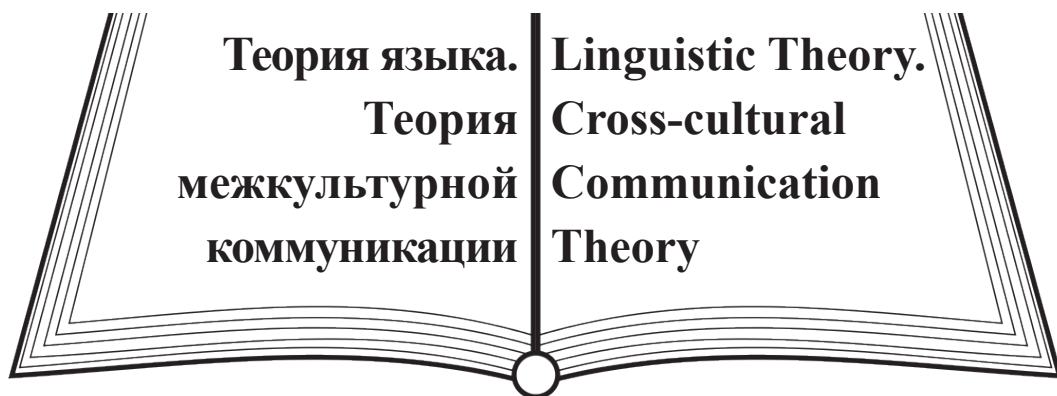 Теория языка.
Теория
межкультурной
коммуникации
Linguistic Theory.
Cross-cultural
Communication
Theory